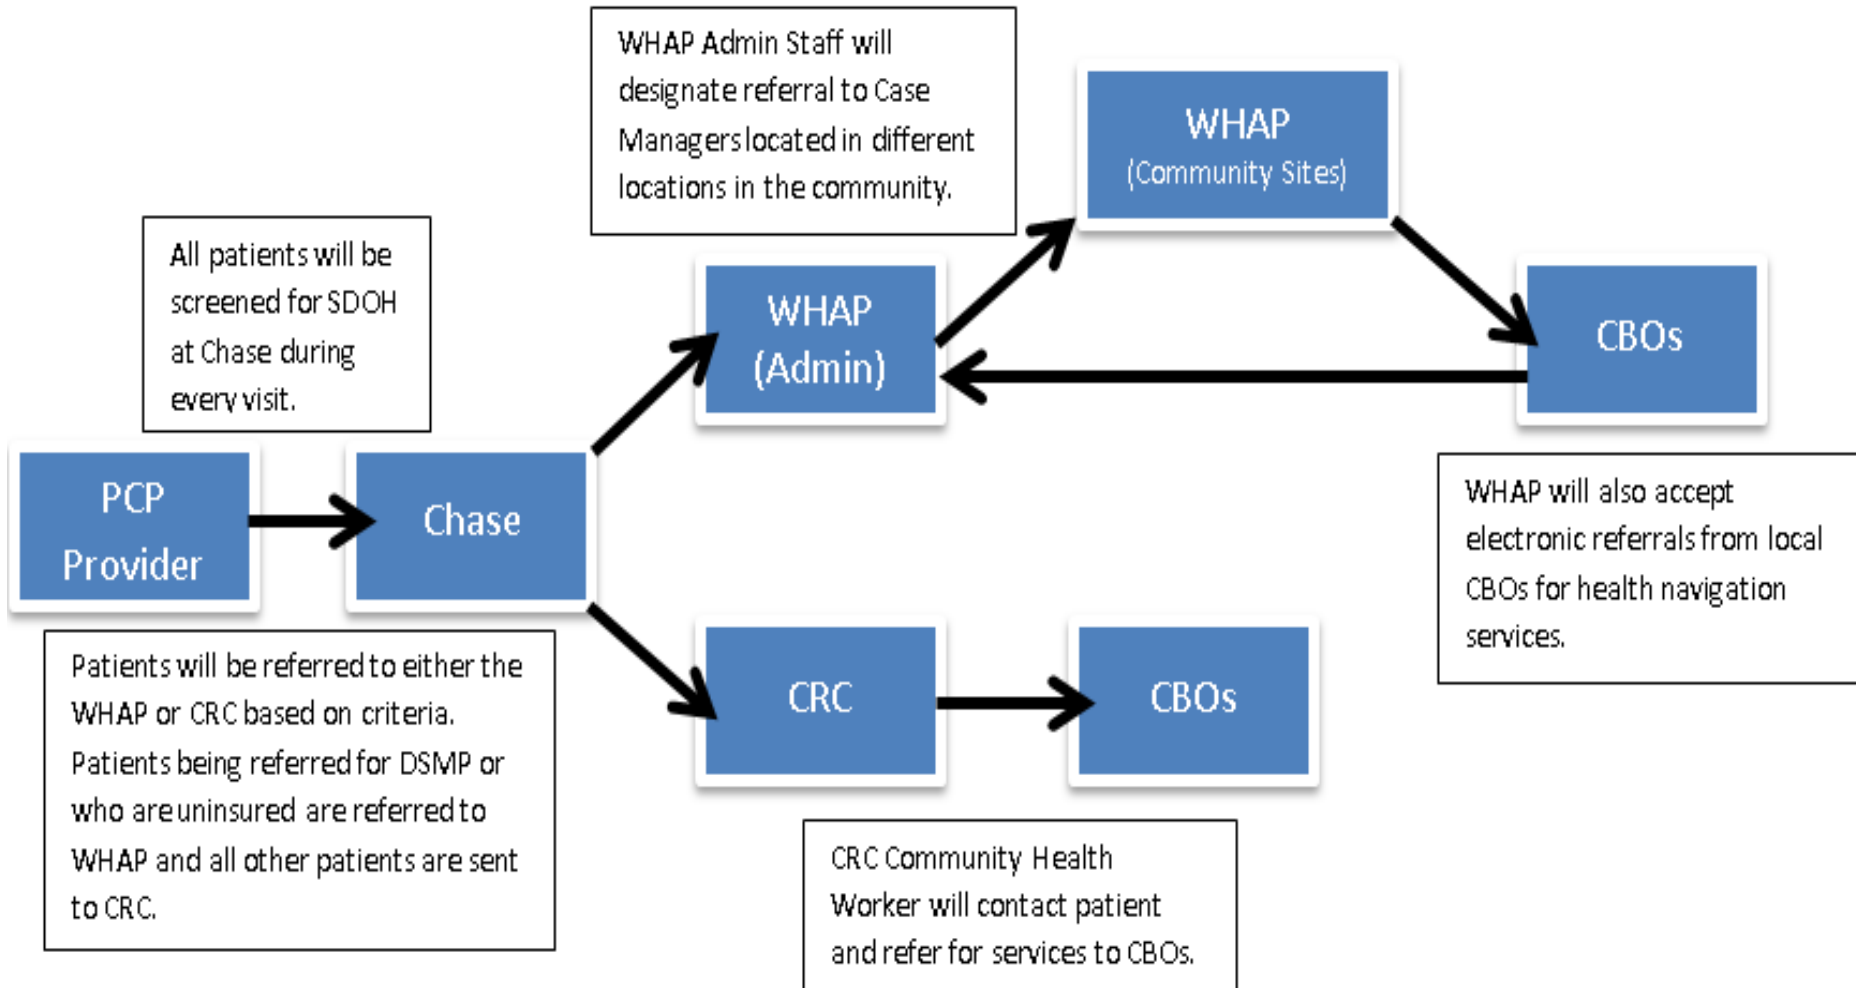 WHAP Admin Staff will
designate referral to Case
Managers located in different
locations in the community.
WHAP
(Community Sites)
All patients will be
screened for SDOH
at Chase during
every visit.
WHAP
(Admin)
CBOs
PCP
Provider
Chase
WHAP will also accept
electronic referrals from local
CBOs for health navigation
services.
Patients will be referred to either the
WHAP or CRC based on criteria.
Patients being referred for DSMP or
who are uninsured are referred to
WHAP and all other patients are sent
to CRC.
CRC
CBOs
CRC Community Health
Worker will contact patient
and refer for services to CBOs.